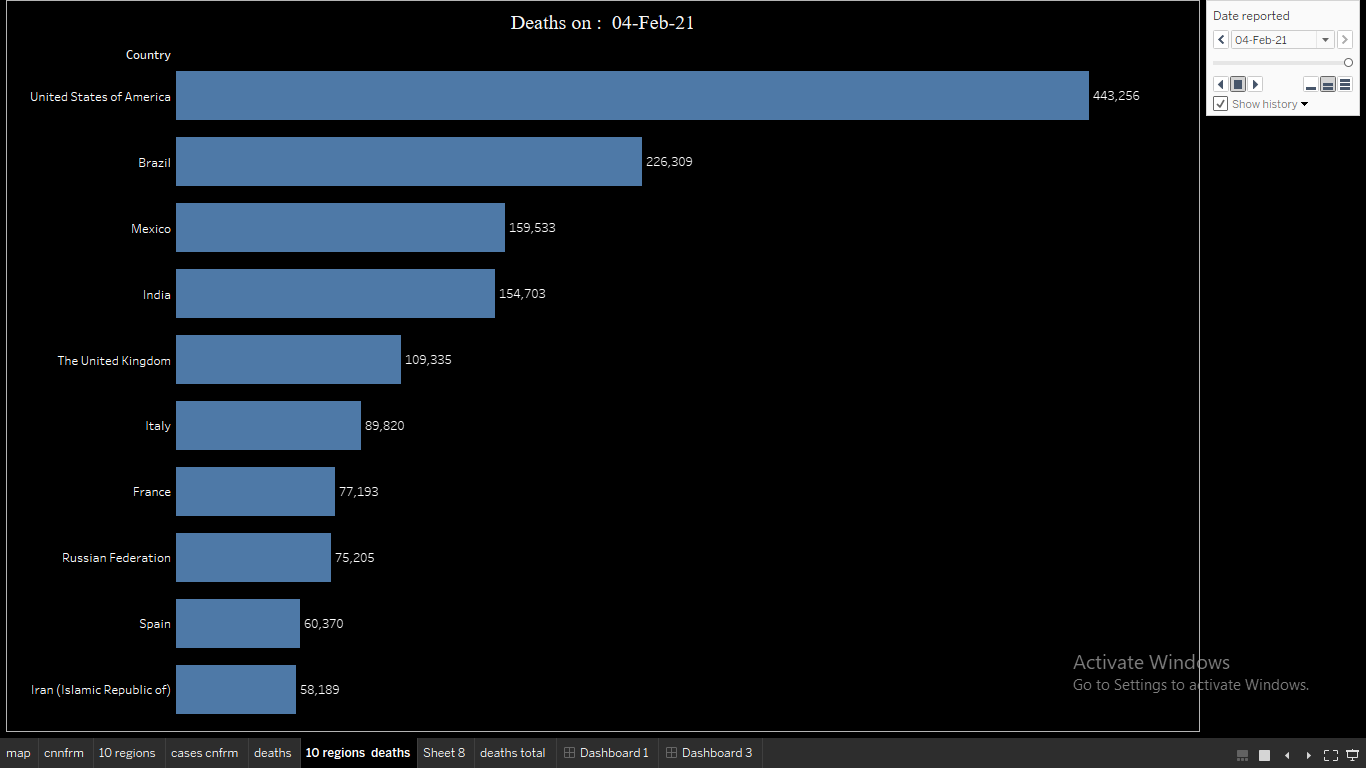 Deaths on : 04-Feb-21
Country
United States of America 443,256
Brazil 226,309
Mexico 159,533
India 154,703
The United Kingdom 109,335
Italy 89,820
France 77,193
Russian Federation 75,205
Spain 60,370
Iran (Islamic Republic of) 58,189
Date reported
04-Feb-21
Show history
Activate Windows
Go to Settings to activate Windows.
map cnnfrm 10 regions cases cnfrm deaths 10 regions deaths Sheet 8 deaths total Dashboard 1 Dashboard 3